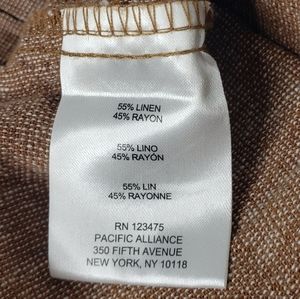 55% LINEN
45% RAYON
55% LINO
45% RAYÓN
55% LIN
45% RAYONNE
RN 123475
PACIFIC ALLIANCE
350 FIFTH AVENUE
NEW YORK, NY 10118